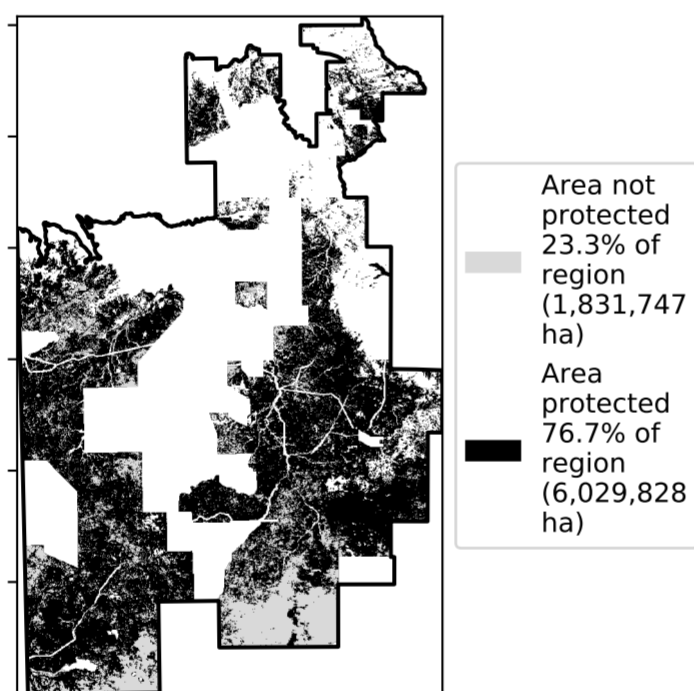 Area not
protected
23.3% of
region
(1,831,747
ha)
Area
protected
76.7% of
region
(6,029,828
ha)